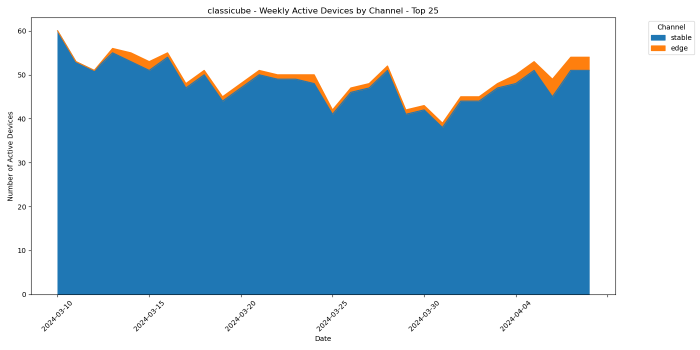 classicube - Weekly Active Devices by Channel - Top 25
Channel
stable
edge
Number of Active Devices
60
50
40
30
20
10
0
2024-03-10
2024-03-15
2024-03-20
2024-03-25
2024-03-30
2024-04-04
Date